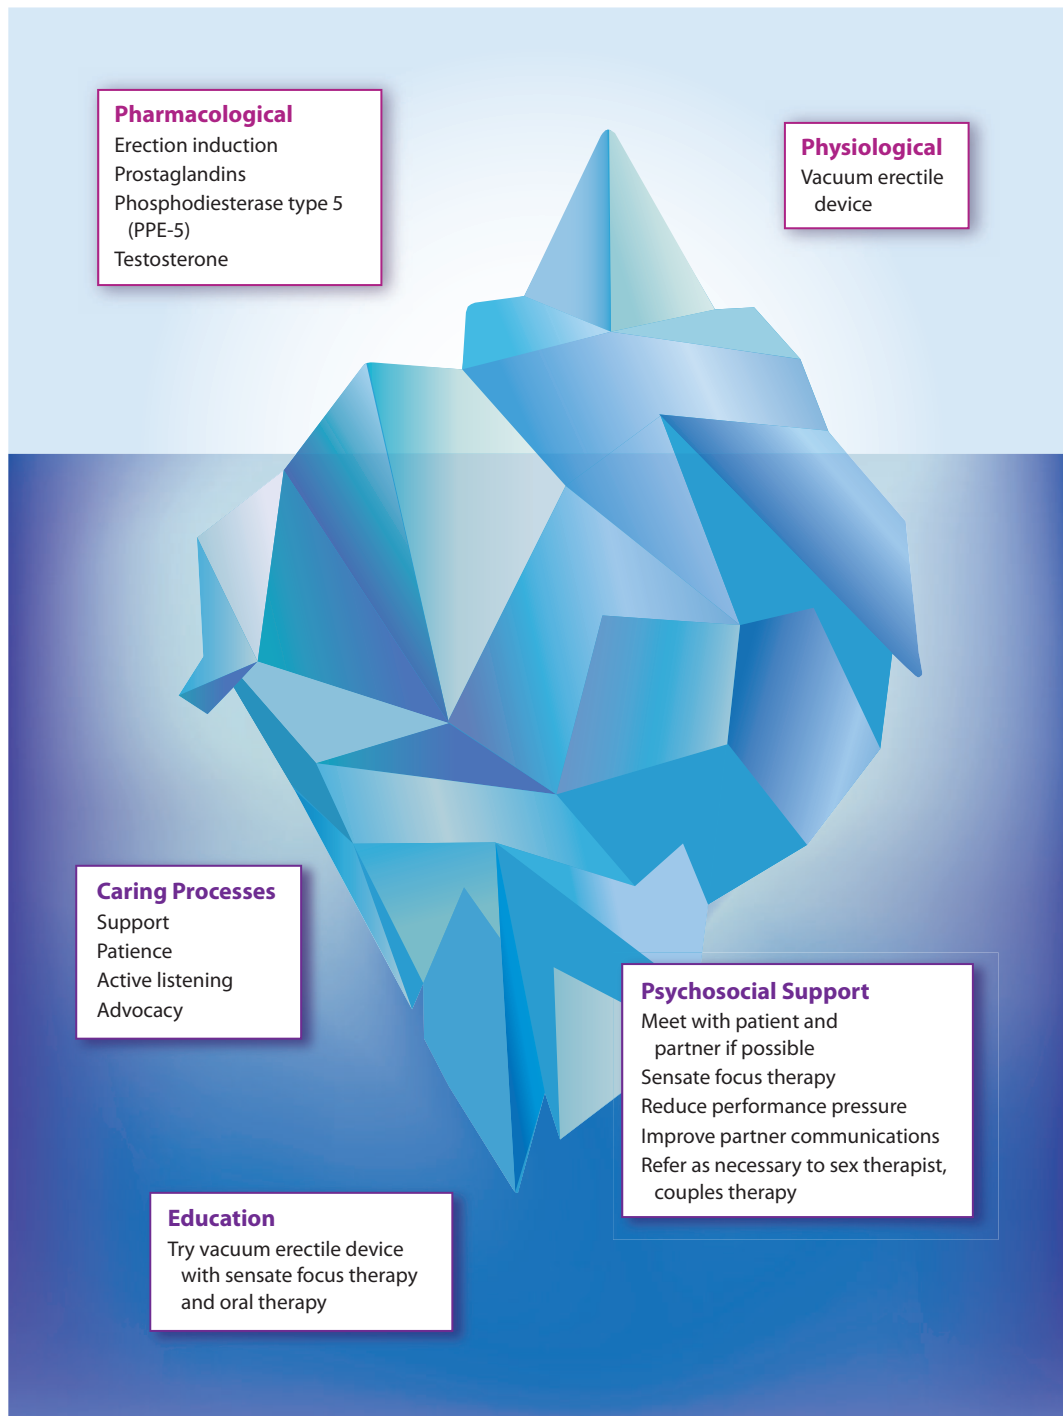 Pharmacological
Erection induction
Prostaglandins
Phosphodiesterase type 5
(PPE-5)
Testosterone
Physiological
Vacuum erectile
device
Caring Processes
Support
Patience
Active listening
Advocacy
Psychosocial Support
Meet with patient and
partner if possible
Sensate focus therapy
Reduce performance pressure
Improve partner communications
Refer as necessary to sex therapist,
couples therapy
Education
Try vacuum erectile device
with sensate focus therapy
and oral therapy